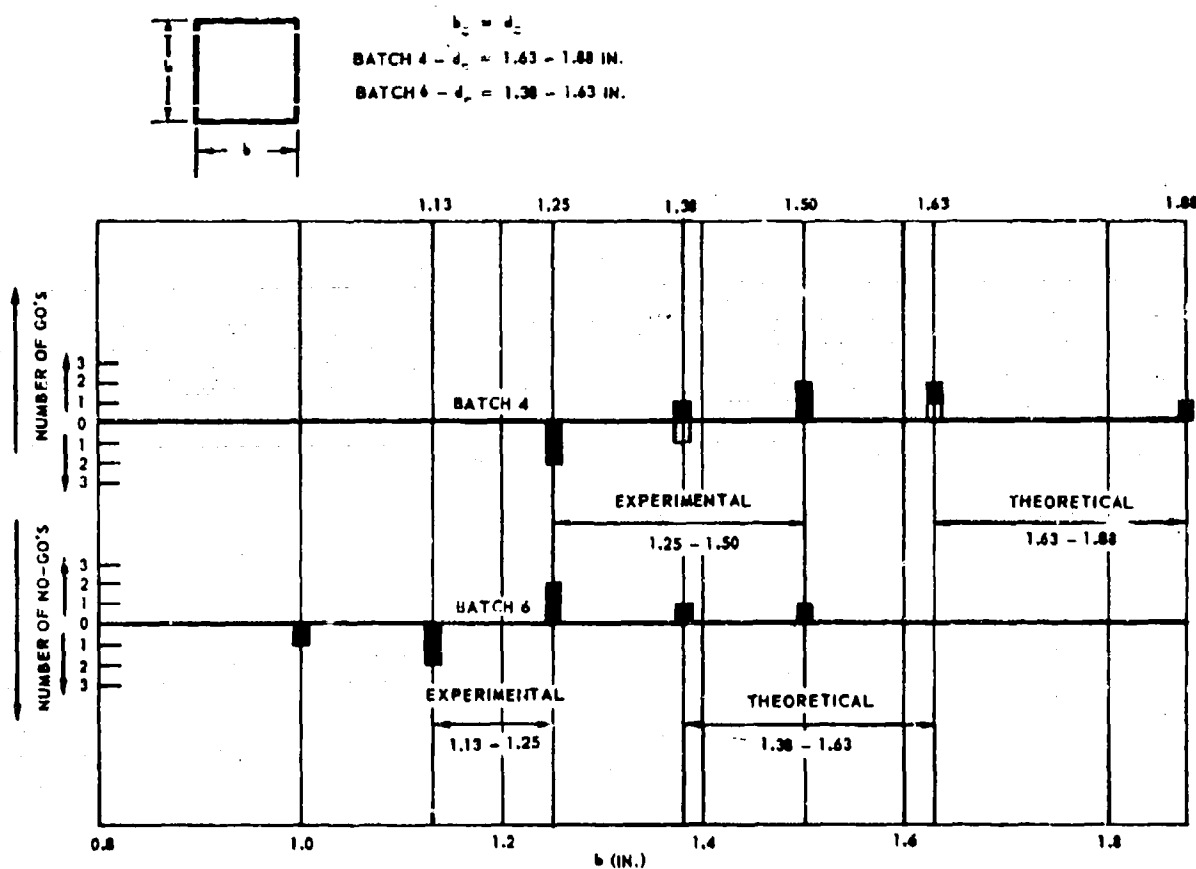 BATCH 4 - d = 1.63 - 1.88 IN.
BATCH 6 - d = 1.38 - 1.63 IN.
b
1.13 1.25 1.38 1.50 1.63 1.88
NUMBER OF GO'S
3
2
1
0
1
2
3
BATCH 4
EXPERIMENTAL
1.25 - 1.50
THEORETICAL
1.63 - 1.88
NUMBER OF NO-GO'S
3
2
1
0
1
2
3
BATCH 6
EXPERIMENTAL
1.13 - 1.25
THEORETICAL
1.38 - 1.63
0.8 1.0 1.2 1.4 1.6 1.8
b (IN.)